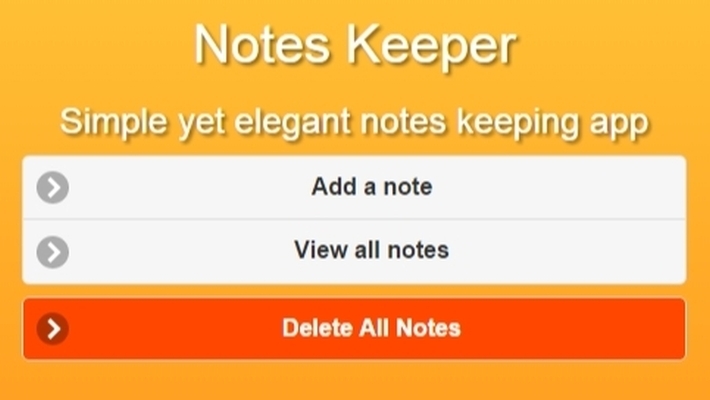 Notes Keeper
Simple yet elegant notes keeping app
Add a note
View all notes
Delete All Notes